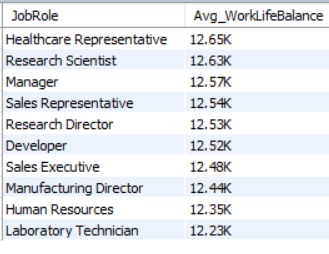 JobRole Avg_WorkLifeBalance
Healthcare Representative 12.65K
Research Scientist 12.63K
Manager 12.57K
Sales Representative 12.54K
Research Director 12.53K
Developer 12.52K
Sales Executive 12.48K
Manufacturing Director 12.44K
Human Resources 12.35K
Laboratory Technician 12.23K